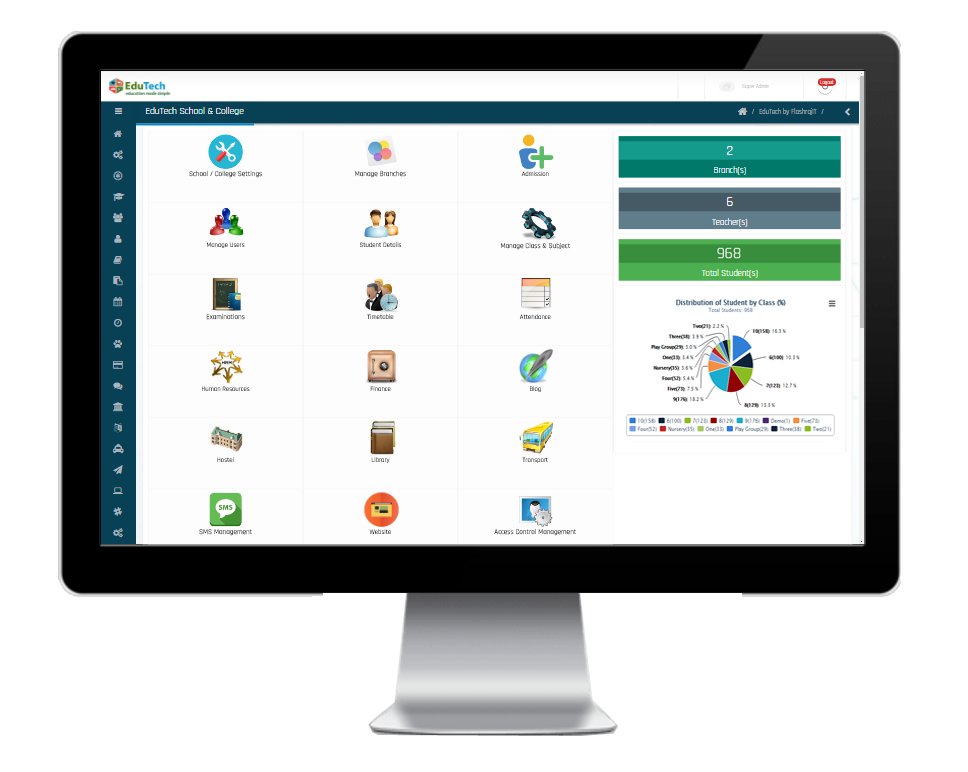 EduTech
education made simple
Super Admin
Logout
EduTech School & College
/ EduTech by FlashrajIT /
School / College Settings
Manage Branches
Admission
Manage Users
Student Details
Manage Class & Subject
Examinations
Timetable
Attendance
HRM
Human Resources
Finance
Blog
Hostel
Library
Transport
SMS
SMS Management
Website
Access Control Management
2
Branch(s)
6
Teacher(s)
968
Total Student(s)
Distribution of Student by Class (%)
Total Students: 968
Two(21): 2.2 %
Three(38): 3.9 %
Play Group(29): 3.0 %
One(33): 3.4 %
Nursery(35): 3.6 %
Four(52): 5.4 %
Five(73): 7.5 %
9(176): 18.2 %
10(158): 16.3 %
6(100): 10.3 %
7(123): 12.7 %
8(129): 13.3 %
10(158) 6(100) 7(123) 8(129) 9(176) Demo(1) Five(73)
Four(52) Nursery(35) One(33) Play Group(29) Three(38) Two(21)